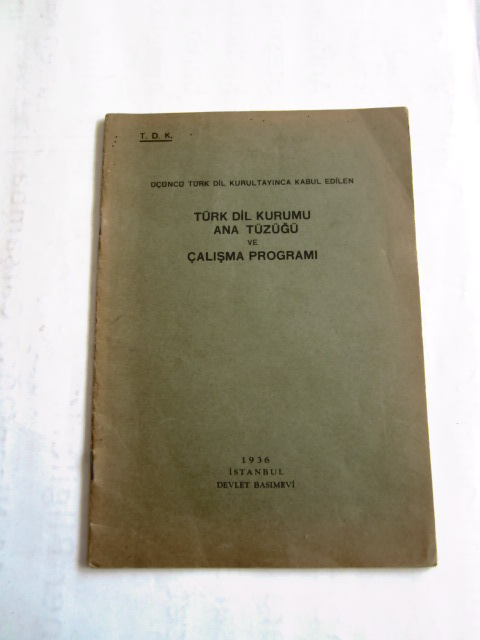 T. D. K.
ÜÇÜNCÜ TÜRK DİL KURULTAYINCA KABUL EDİLEN
TÜRK DİL KURUMU
ANA TÜZÜĞÜ
VE
ÇALIŞMA PROGRAMI
1936
İSTANBUL
DEVLET BASIMEVİ